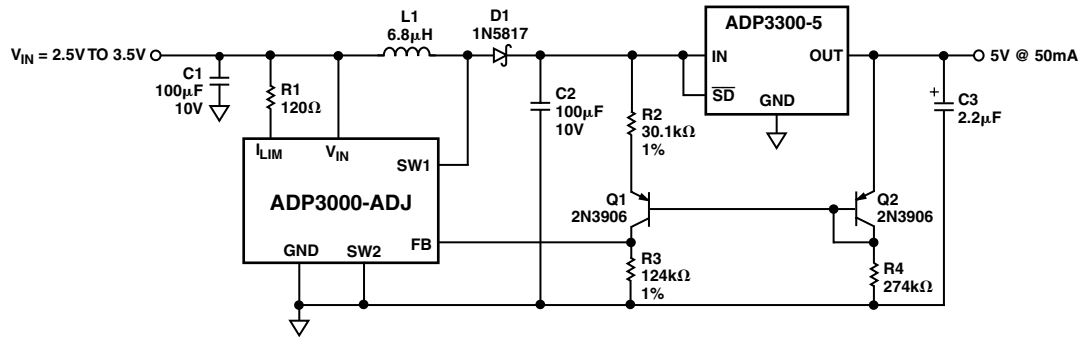 ADP3300-5
L1
6.8μH
D1
1N5817
V_IN = 2.5V TO 3.5V
IN
OUT
5V @ 50mA
C1
100μF
10V
R1
120Ω
C2
100μF
10V
R2
30.1kΩ
1%
SD
GND
+
C3
2.2μF
I_LIM
V_IN
SW1
ADP3000-ADJ
Q1
2N3906
Q2
2N3906
GND
SW2
FB
R3
124kΩ
1%
R4
274kΩ